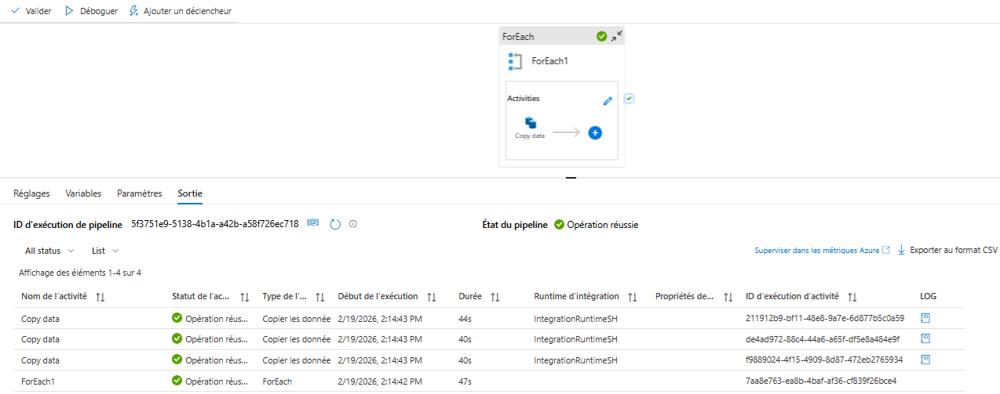 Valider Déboguer Ajouter un déclencheur
ForEach
ForEach1
Activities
Copy data
Réglages Variables Paramètres Sortie
ID d'exécution de pipeline 5f3751e9-5138-4b1a-a42b-a58f726ec718 [@] État du pipeline Opération réussie
All status List Superviser dans les métriques Azure Exporter au format CSV
Affichage des éléments 1-4 sur 4
Nom de l'activité Statut de l'ac... Type de l'... Début de l'exécution Durée Runtime d'intégration Propriétés de... ID d'exécution d'activité LOG
Copy data Opération réus... Copier les donnée 2/19/2026, 2:14:43 PM 44s IntegrationRuntimeSH 211912b9-bf11-48e8-9a7e-6d877b5c0a59
Copy data Opération réus... Copier les donnée 2/19/2026, 2:14:43 PM 40s IntegrationRuntimeSH de4ad972-88c4-44a6-a65f-df5e8a484e9f
Copy data Opération réus... Copier les donnée 2/19/2026, 2:14:43 PM 40s IntegrationRuntimeSH f9889024-4f15-4909-8d87-472eb2765934
ForEach1 Opération réus... ForEach 2/19/2026, 2:14:42 PM 47s 7aa8e763-ea8b-4baf-af36-cf839f26bce4